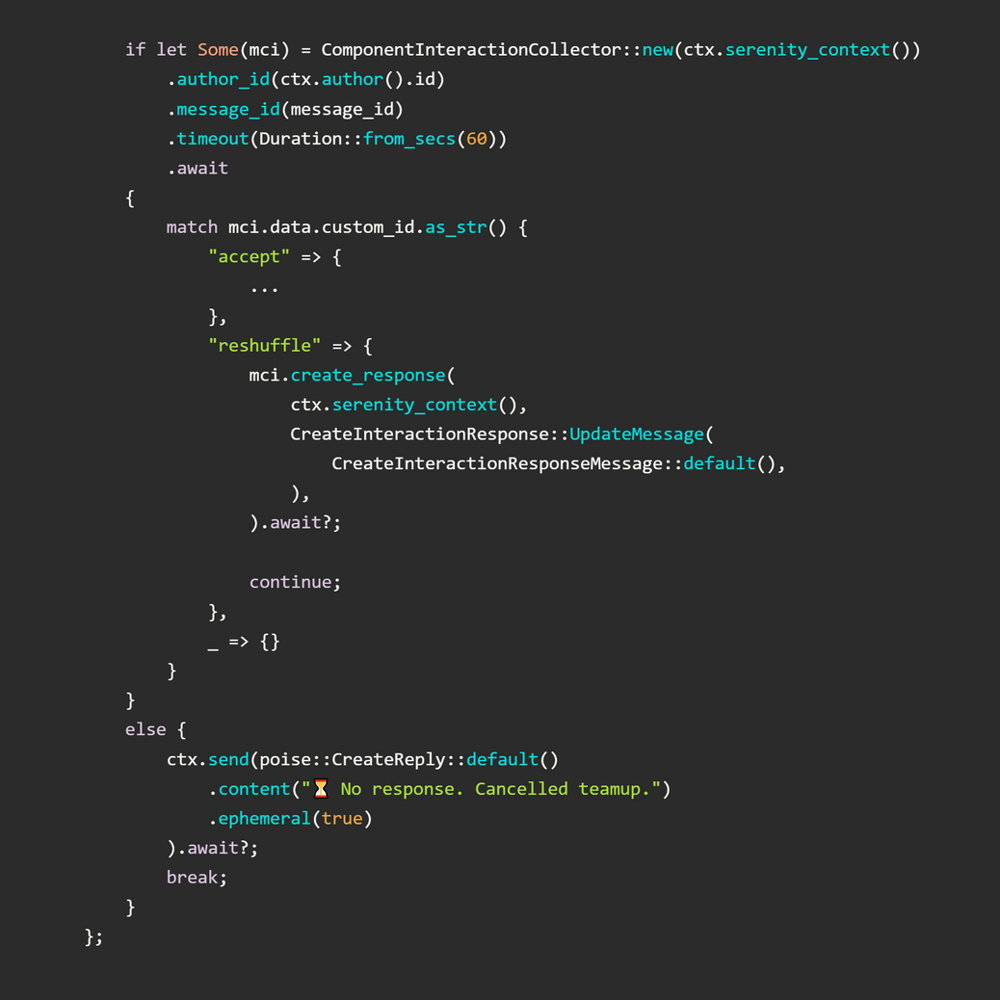 if let Some(mci) = ComponentInteractionCollector::new(ctx.serenity_context())
    .author_id(ctx.author().id)
    .message_id(message_id)
    .timeout(Duration::from_secs(60))
    .await
{
    match mci.data.custom_id.as_str() {
        "accept" => {
            ...
        },
        "reshuffle" => {
            mci.create_response(
                ctx.serenity_context(),
                CreateInteractionResponse::UpdateMessage(
                    CreateInteractionResponseMessage::default(),
                ),
            ).await?;

            continue;
        },
        _ => {}
    }
}
else {
    ctx.send(poise::CreateReply::default()
        .content("⏳ No response. Cancelled teamup.")
        .ephemeral(true)
    ).await?;
    break;
}
};